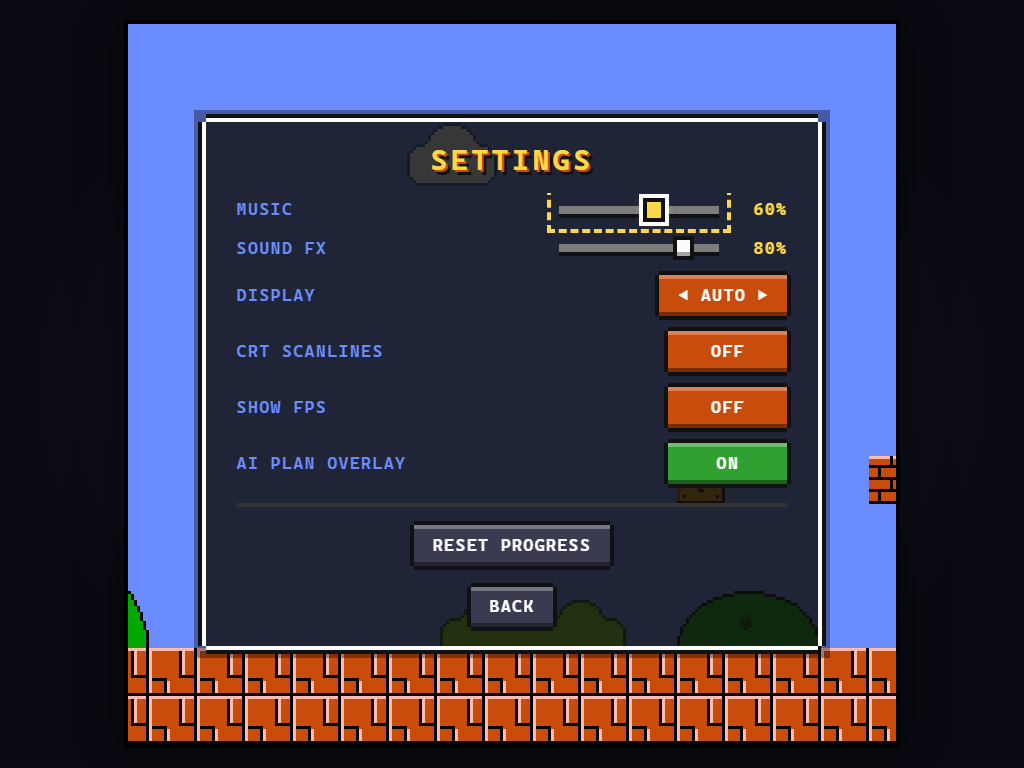 SETTINGS
MUSIC 60%
SOUND FX 80%
DISPLAY ◄ AUTO ►
CRT SCANLINES OFF
SHOW FPS OFF
AI PLAN OVERLAY ON
RESET PROGRESS
BACK